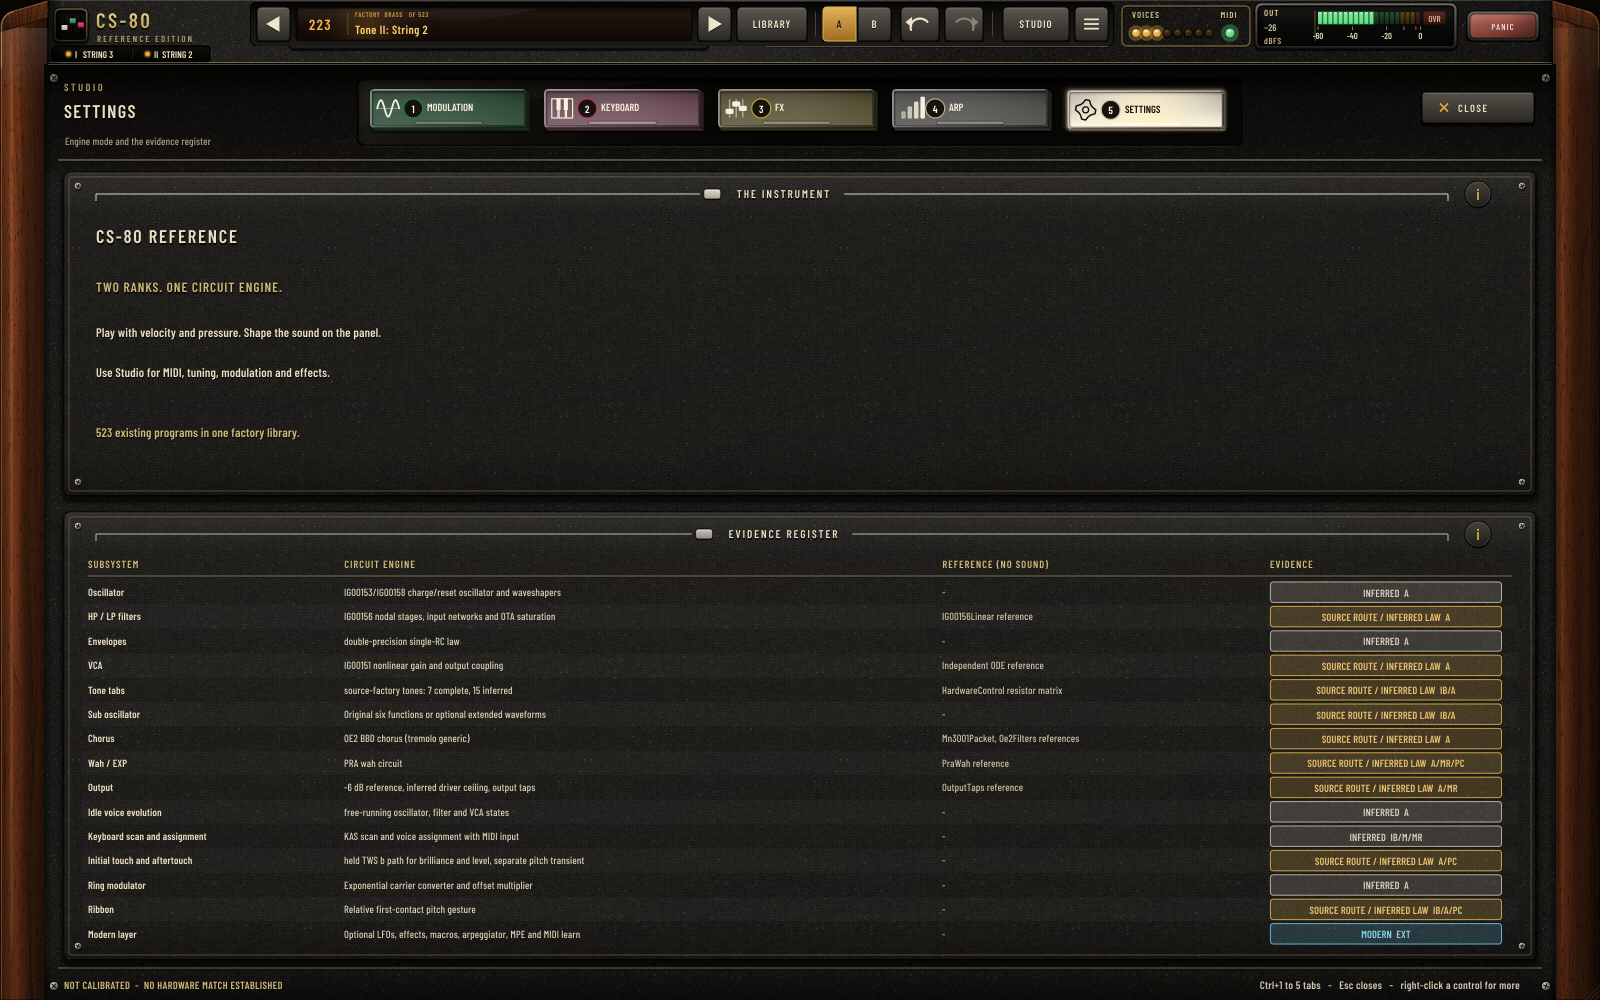 CS-80
REFERENCE EDITION
I STRING 3
II STRING 2
223
FACTORY BRASS OF 523
Tone II: String 2
LIBRARY
A
B
STUDIO
VOICES
MIDI
OUT
-26
dBFS
-60
-40
-20
0
OVR
PANIC
STUDIO
SETTINGS
Engine mode and the evidence register
1 MODULATION
2 KEYBOARD
3 FX
4 ARP
5 SETTINGS
CLOSE
THE INSTRUMENT
i
CS-80 REFERENCE
TWO RANKS. ONE CIRCUIT ENGINE.
Play with velocity and pressure. Shape the sound on the panel.
Use Studio for MIDI, tuning, modulation and effects.
523 existing programs in one factory library.
EVIDENCE REGISTER
i
SUBSYSTEM CIRCUIT ENGINE REFERENCE (NO SOUND) EVIDENCE
Oscillator IG00153/IG00158 charge/reset oscillator and waveshapers - INFERRED A
HP / LP filters IG00156 nodal stages, input networks and OTA saturation IG00156Linear reference SOURCE ROUTE / INFERRED LAW A
Envelopes double-precision single-RC law - INFERRED A
VCA IG00151 nonlinear gain and output coupling Independent ODE reference SOURCE ROUTE / INFERRED LAW A
Tone tabs source-factory tones: 7 complete, 15 inferred HardwareControl resistor matrix SOURCE ROUTE / INFERRED LAW IB/A
Sub oscillator Original six functions or optional extended waveforms - SOURCE ROUTE / INFERRED LAW IB/A
Chorus OE2 BBD chorus (tremolo generic) Mn3001Packet, Oe2Filters references SOURCE ROUTE / INFERRED LAW A
Wah / EXP PRA wah circuit PraWah reference SOURCE ROUTE / INFERRED LAW A/MR/PC
Output -6 dB reference, inferred driver ceiling, output taps OutputTaps reference SOURCE ROUTE / INFERRED LAW A/MR
Idle voice evolution free-running oscillator, filter and VCA states - INFERRED A
Keyboard scan and assignment KAS scan and voice assignment with MIDI input - INFERRED IB/M/MR
Initial touch and aftertouch held TWS b path for brilliance and level, separate pitch transient - SOURCE ROUTE / INFERRED LAW A/PC
Ring modulator Exponential carrier converter and offset multiplier - INFERRED A
Ribbon Relative first-contact pitch gesture - SOURCE ROUTE / INFERRED LAW IB/A/PC
Modern layer Optional LFOs, effects, macros, arpeggiator, MPE and MIDI learn - MODERN EXT
NOT CALIBRATED - NO HARDWARE MATCH ESTABLISHED
Ctrl+1 to 5 tabs - Esc closes - right-click a control for more